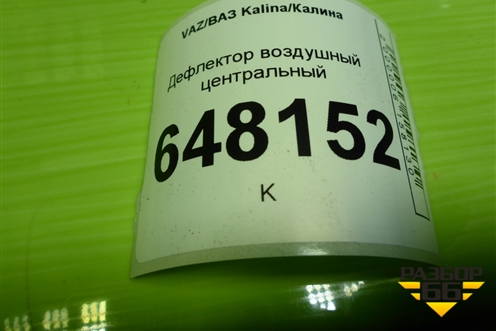 VAZ/ВАЗ Kalina/Калина
Дефлектор воздушный
центральный
648152
К
РАЗБОР
66